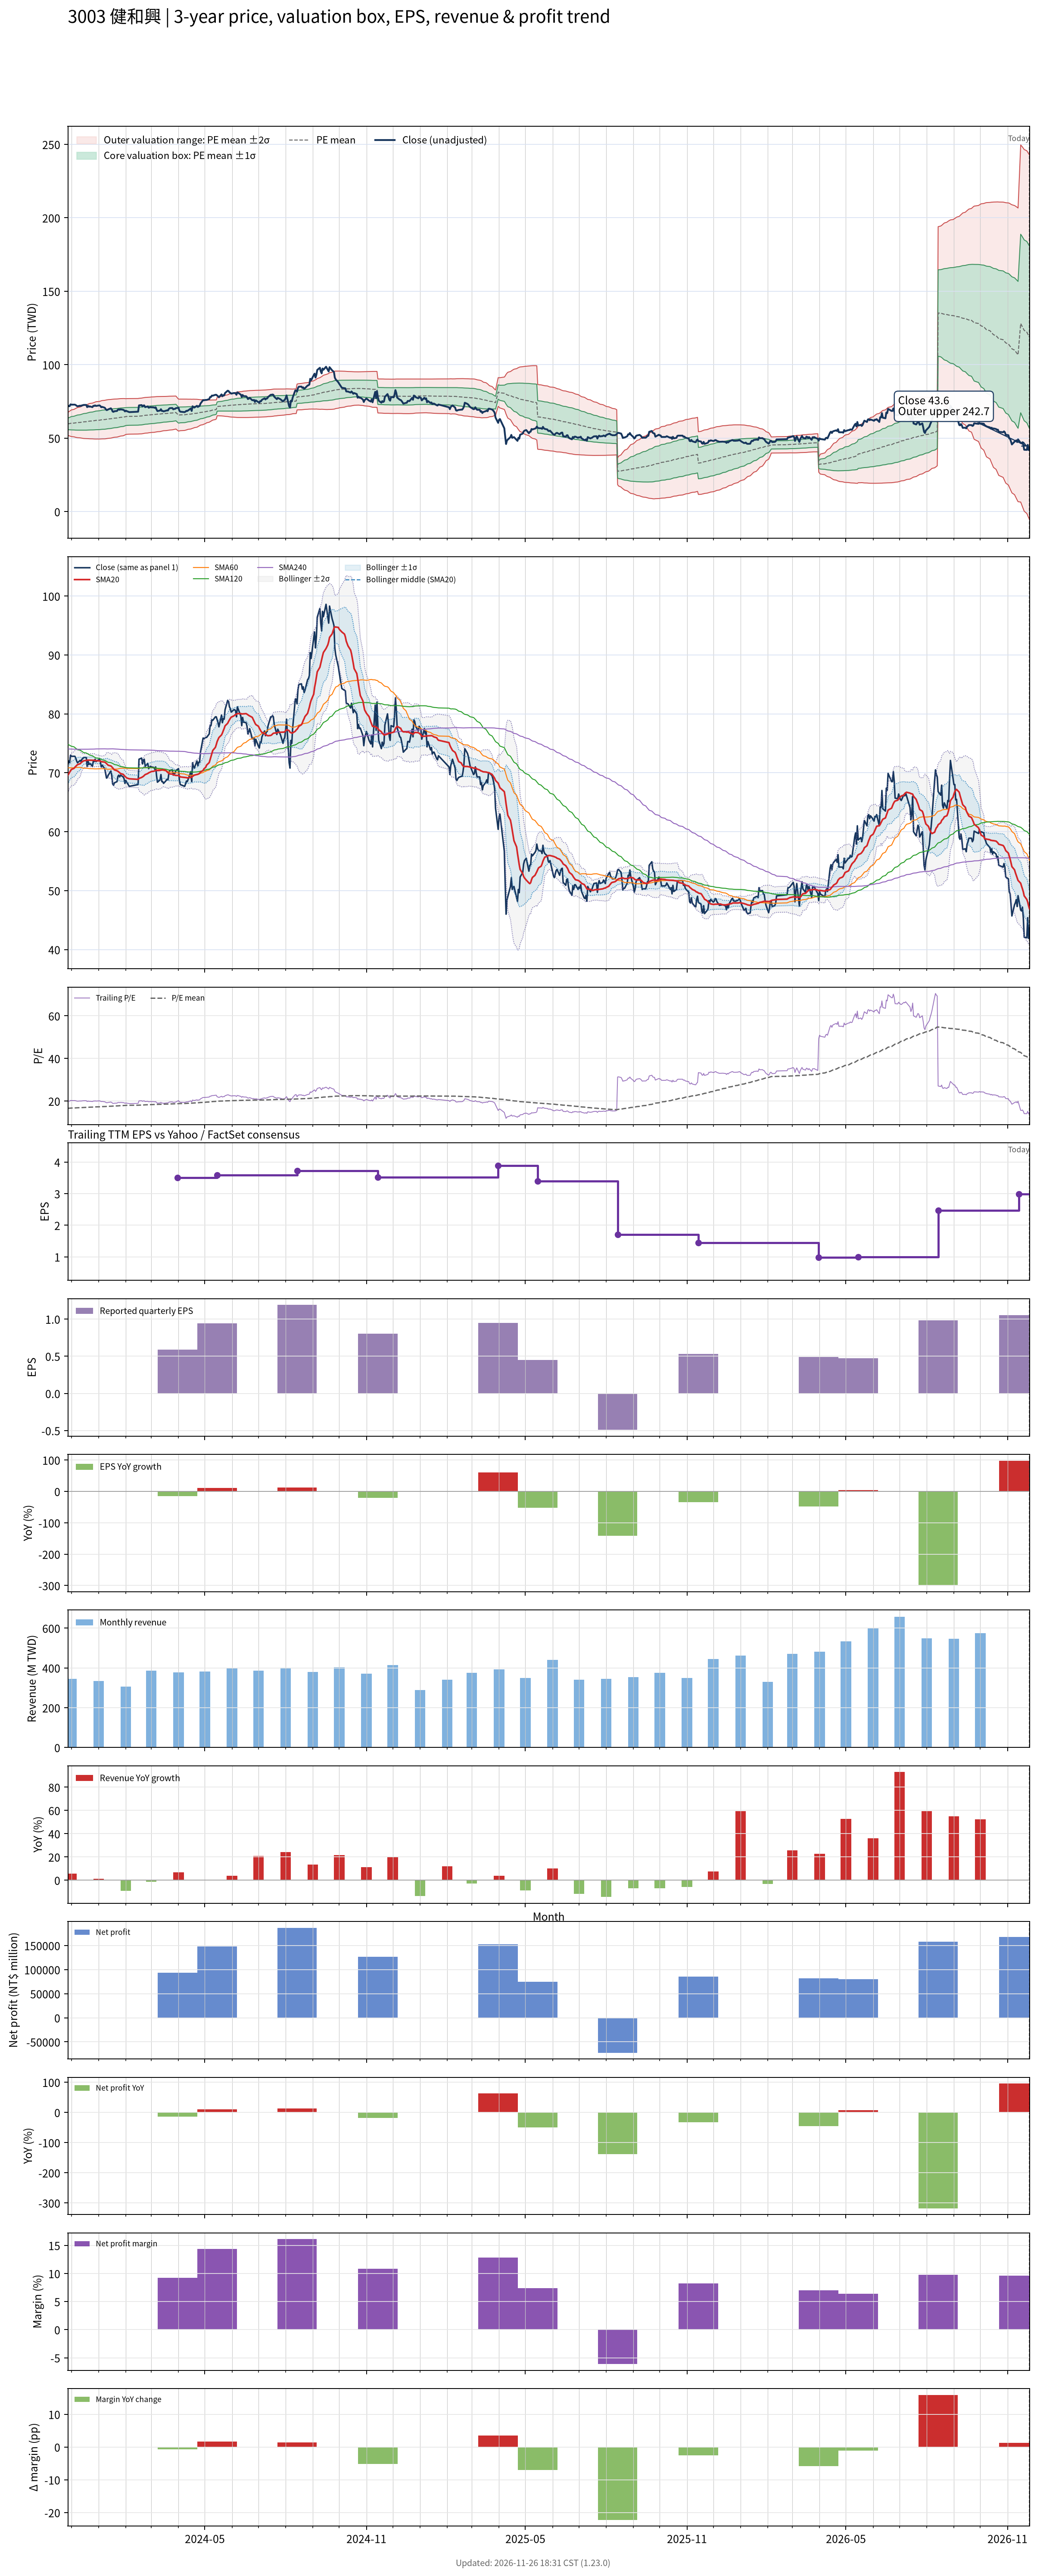 3003 健和興 | 3-year price, valuation box, EPS, revenue & profit trend
Outer valuation range: PE mean ±2σ
PE mean
Close (unadjusted)
Core valuation box: PE mean ±1σ
Today
250
200
150
100
50
0
Price (TWD)
Close 43.6
Outer upper 242.7
Close (same as panel 1)
SMA20
SMA60
SMA120
SMA240
Bollinger ±2σ
Bollinger ±1σ
Bollinger middle (SMA20)
100
90
80
70
60
50
40
Price
Trailing P/E
P/E mean
60
40
20
P/E
Trailing TTM EPS vs Yahoo / FactSet consensus
Today
4
3
2
1
EPS
Reported quarterly EPS
1.0
0.5
0.0
-0.5
EPS
EPS YoY growth
100
0
-100
-200
-300
YoY (%)
Monthly revenue
600
400
200
0
Revenue (M TWD)
Revenue YoY growth
80
60
40
20
0
YoY (%)
Month
Net profit
150000
100000
50000
0
-50000
Net profit (NT$ million)
Net profit YoY
100
0
-100
-200
-300
YoY (%)
Net profit margin
15
10
5
0
-5
Margin (%)
Margin YoY change
10
0
-10
-20
Δ margin (pp)
2024-05
2024-11
2025-05
2025-11
2026-05
2026-11
Updated: 2026-11-26 18:31 CST (1.23.0)